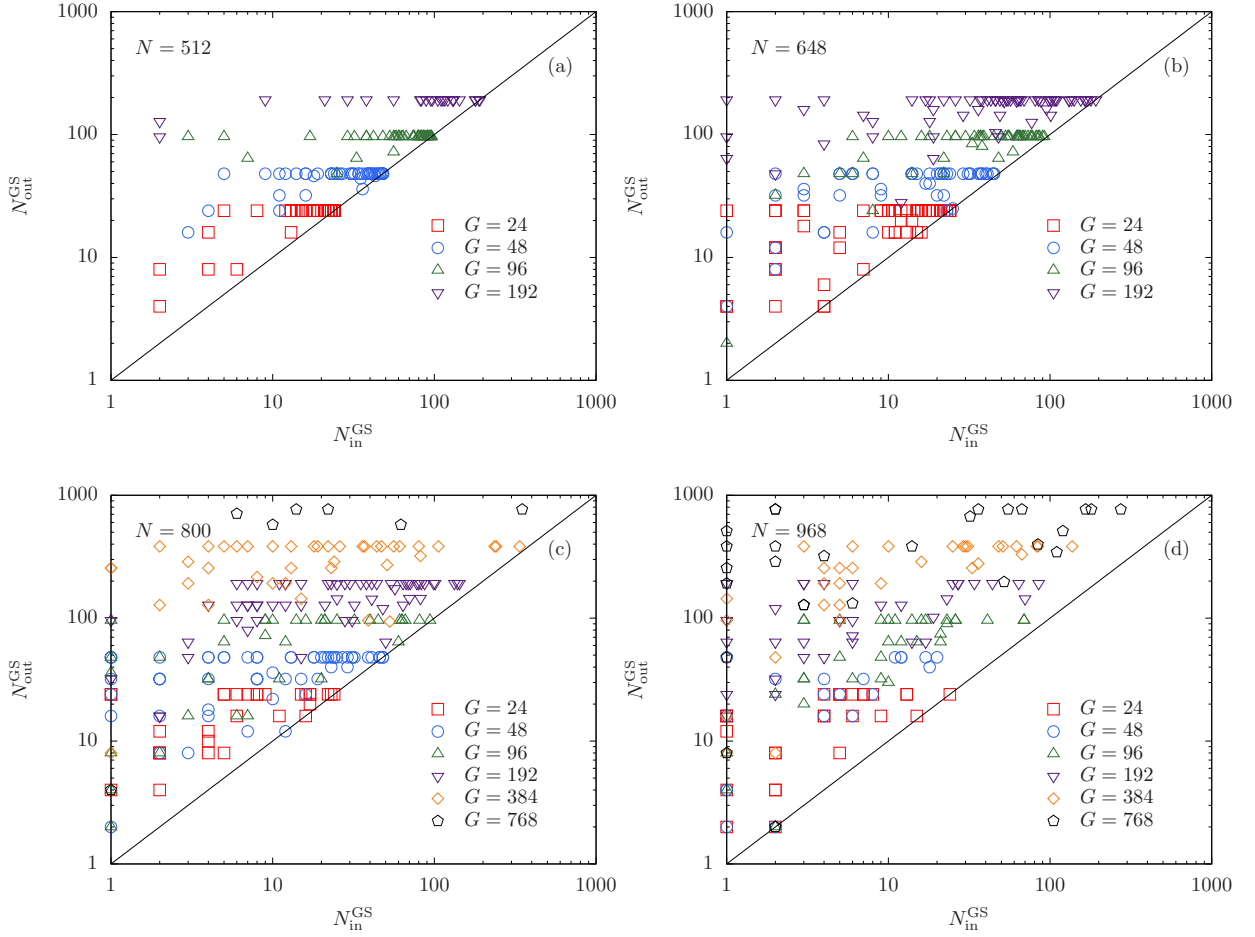 1000
100
10
1
1 10 100 1000
N_out^GS
N_in^GS
N = 512
(a)
G = 24
G = 48
G = 96
G = 192
1000
100
10
1
1 10 100 1000
N_out^GS
N_in^GS
N = 648
(b)
G = 24
G = 48
G = 96
G = 192
1000
100
10
1
1 10 100 1000
N_out^GS
N_in^GS
N = 800
(c)
G = 24
G = 48
G = 96
G = 192
G = 384
G = 768
1000
100
10
1
1 10 100 1000
N_out^GS
N_in^GS
N = 968
(d)
G = 24
G = 48
G = 96
G = 192
G = 384
G = 768